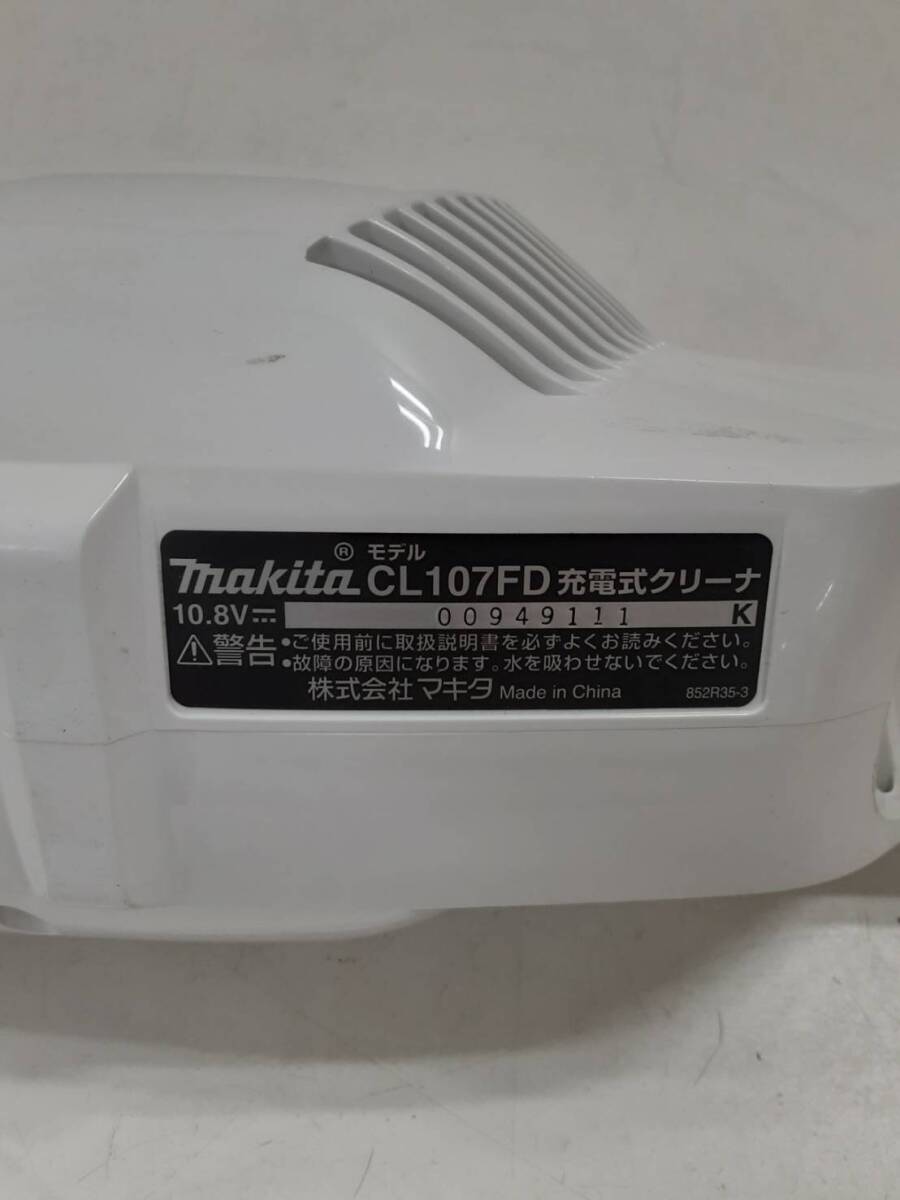 makita® モデル CL107FD 充電式クリーナ
10.8V⎓ 00949111 K
⚠警告 •ご使用前に取扱説明書を必ずよくお読みください。
•故障の原因になります。水を吸わせないでください。
株式会社マキタ Made in China 852R35-3